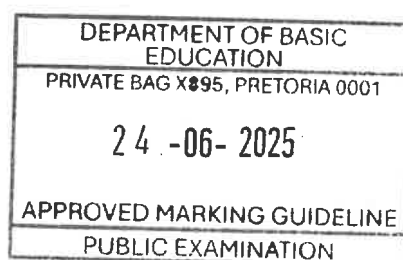 DEPARTMENT OF BASIC
EDUCATION
PRIVATE BAG X895, PRETORIA 0001
24 -06- 2025
APPROVED MARKING GUIDELINE
PUBLIC EXAMINATION